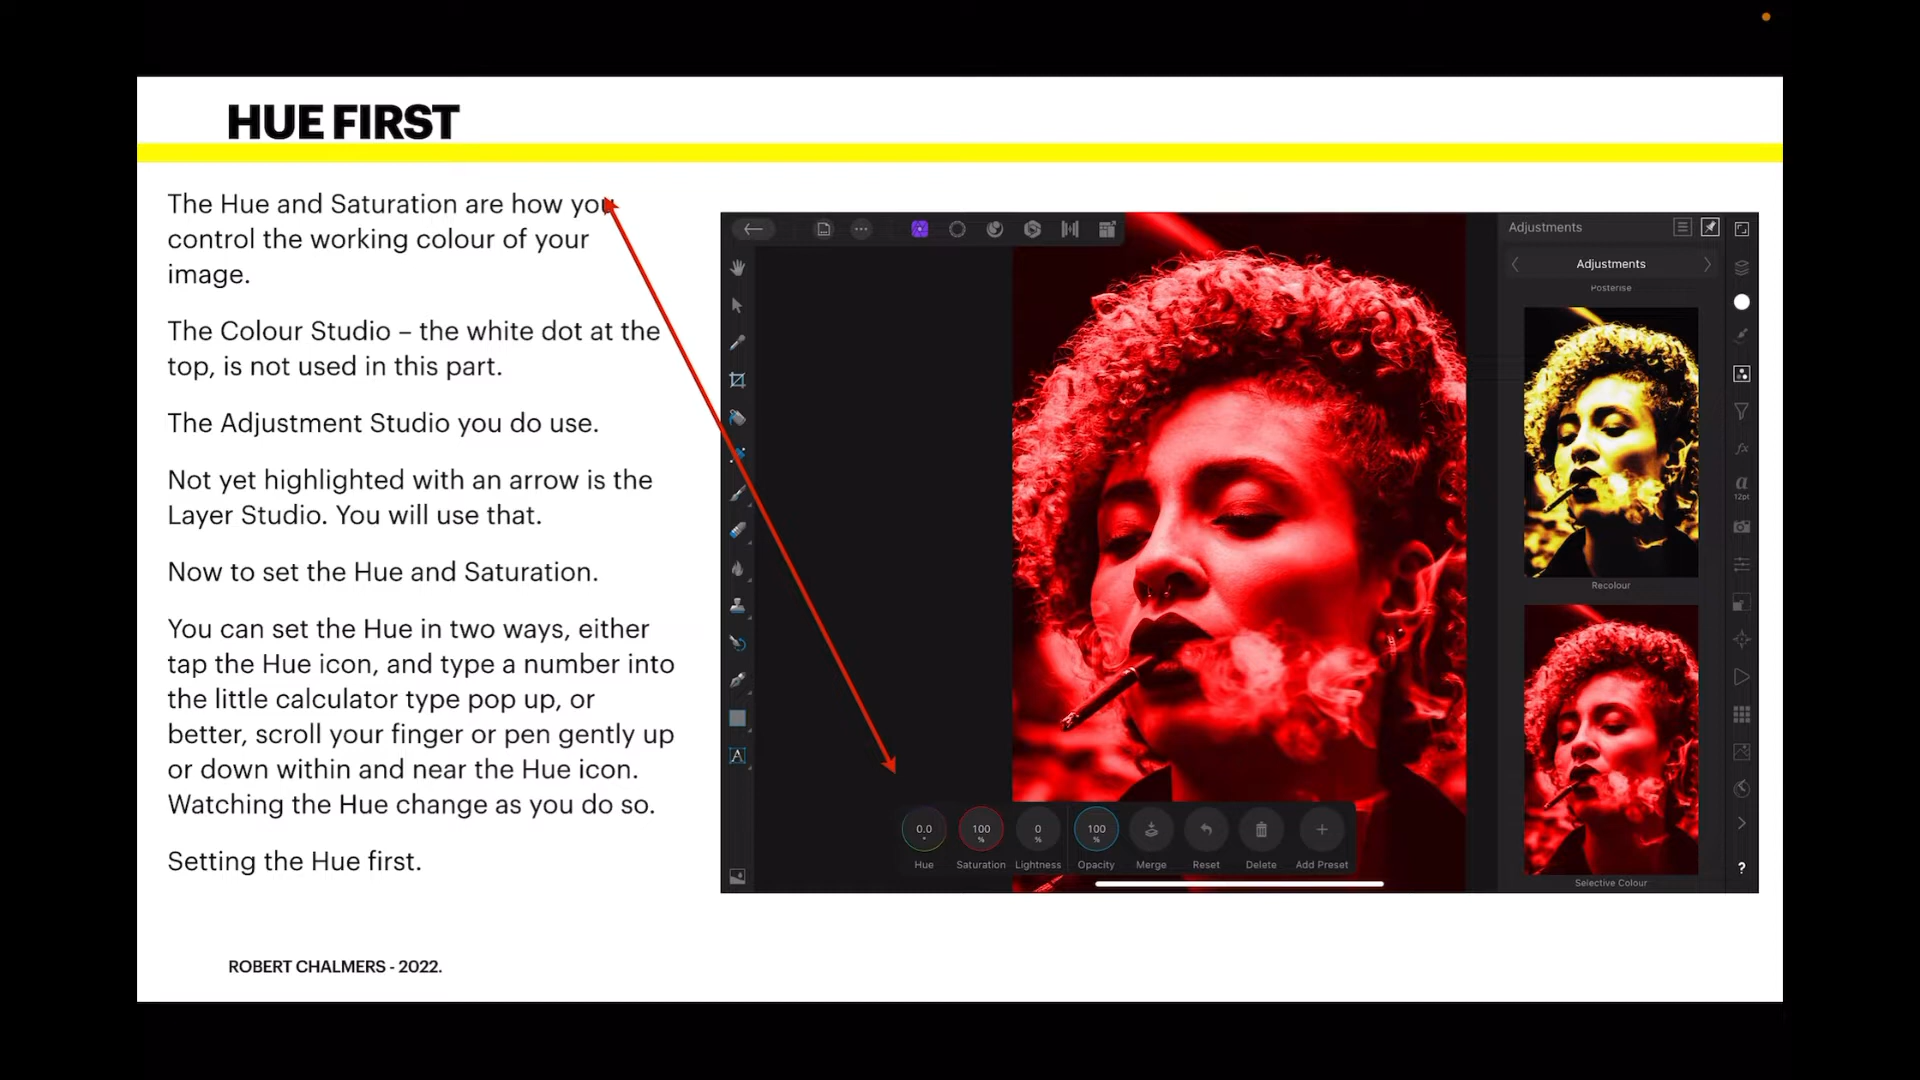 HUE FIRST
The Hue and Saturation are how you
control the working colour of your
image.
The Colour Studio – the white dot at the
top, is not used in this part.
The Adjustment Studio you do use.
Not yet highlighted with an arrow is the
Layer Studio. You will use that.
Now to set the Hue and Saturation.
You can set the Hue in two ways, either
tap the Hue icon, and type a number into
the little calculator type pop up, or
better, scroll your finger or pen gently up
or down within and near the Hue icon.
Watching the Hue change as you do so.
Setting the Hue first.
Adjustments
Adjustments
Posterise
Recolour
Selective Colour
fx
a
12pt
?
A
0.0 100 0 100
° % % %
Hue Saturation Lightness Opacity Merge Reset Delete Add Preset
ROBERT CHALMERS - 2022.